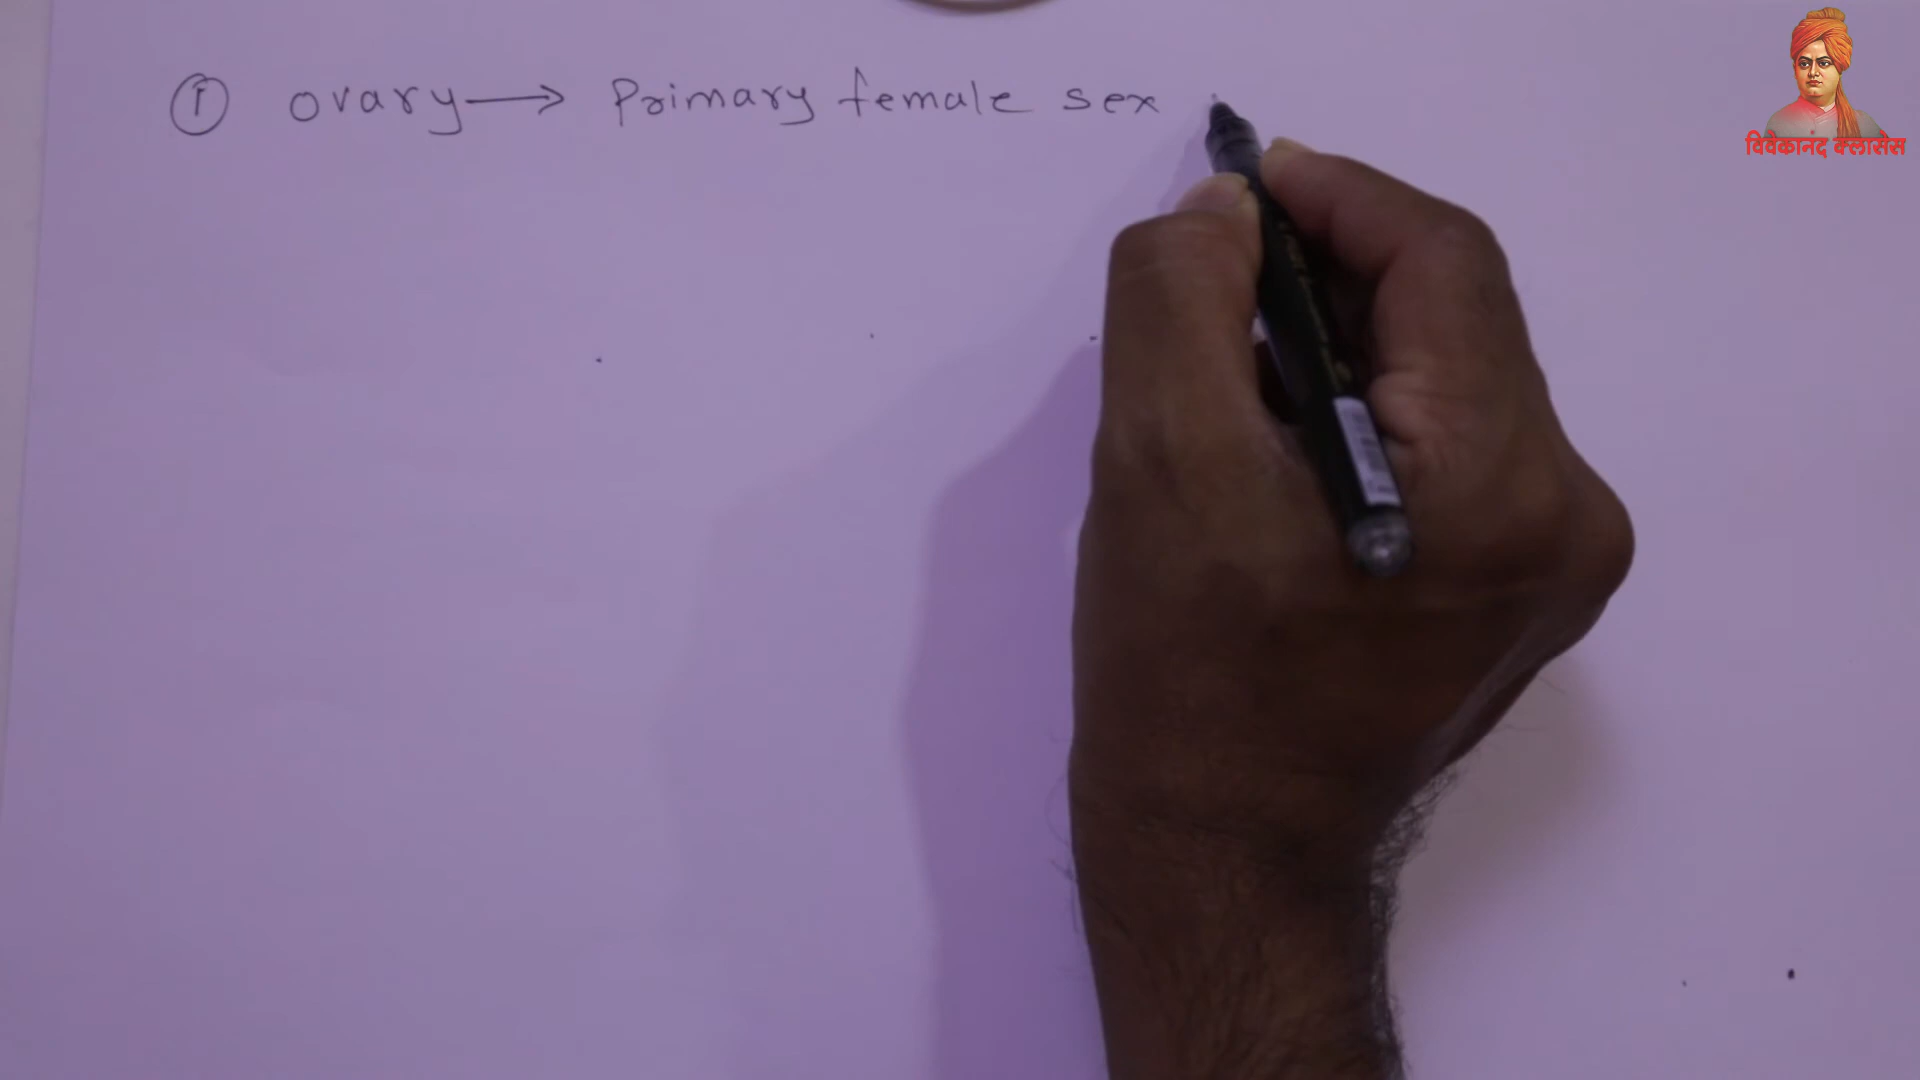 ① ovary → Primary female sex
विवेकानंद क्लासेस